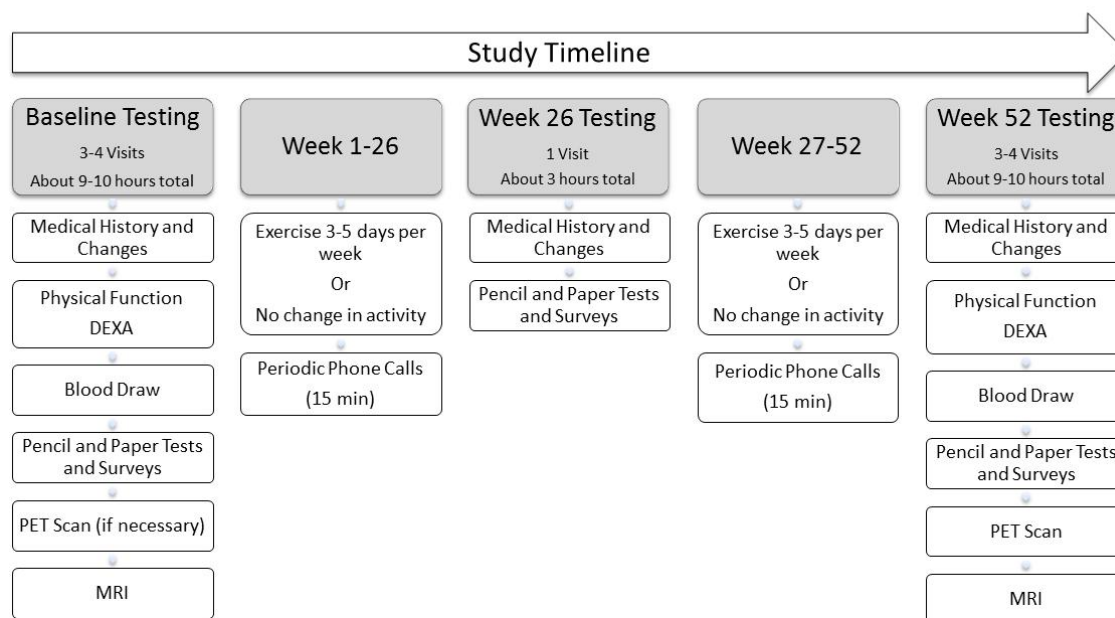 Study Timeline
Baseline Testing
3-4 Visits
About 9-10 hours total
Medical History and
Changes
Physical Function
DEXA
Blood Draw
Pencil and Paper Tests
and Surveys
PET Scan (if necessary)
MRI
Week 1-26
Exercise 3-5 days per
week
Or
No change in activity
Periodic Phone Calls
(15 min)
Week 26 Testing
1 Visit
About 3 hours total
Medical History and
Changes
Pencil and Paper Tests
and Surveys
Week 27-52
Exercise 3-5 days per
week
Or
No change in activity
Periodic Phone Calls
(15 min)
Week 52 Testing
3-4 Visits
About 9-10 hours total
Medical History and
Changes
Physical Function
DEXA
Blood Draw
Pencil and Paper Tests
and Surveys
PET Scan
MRI